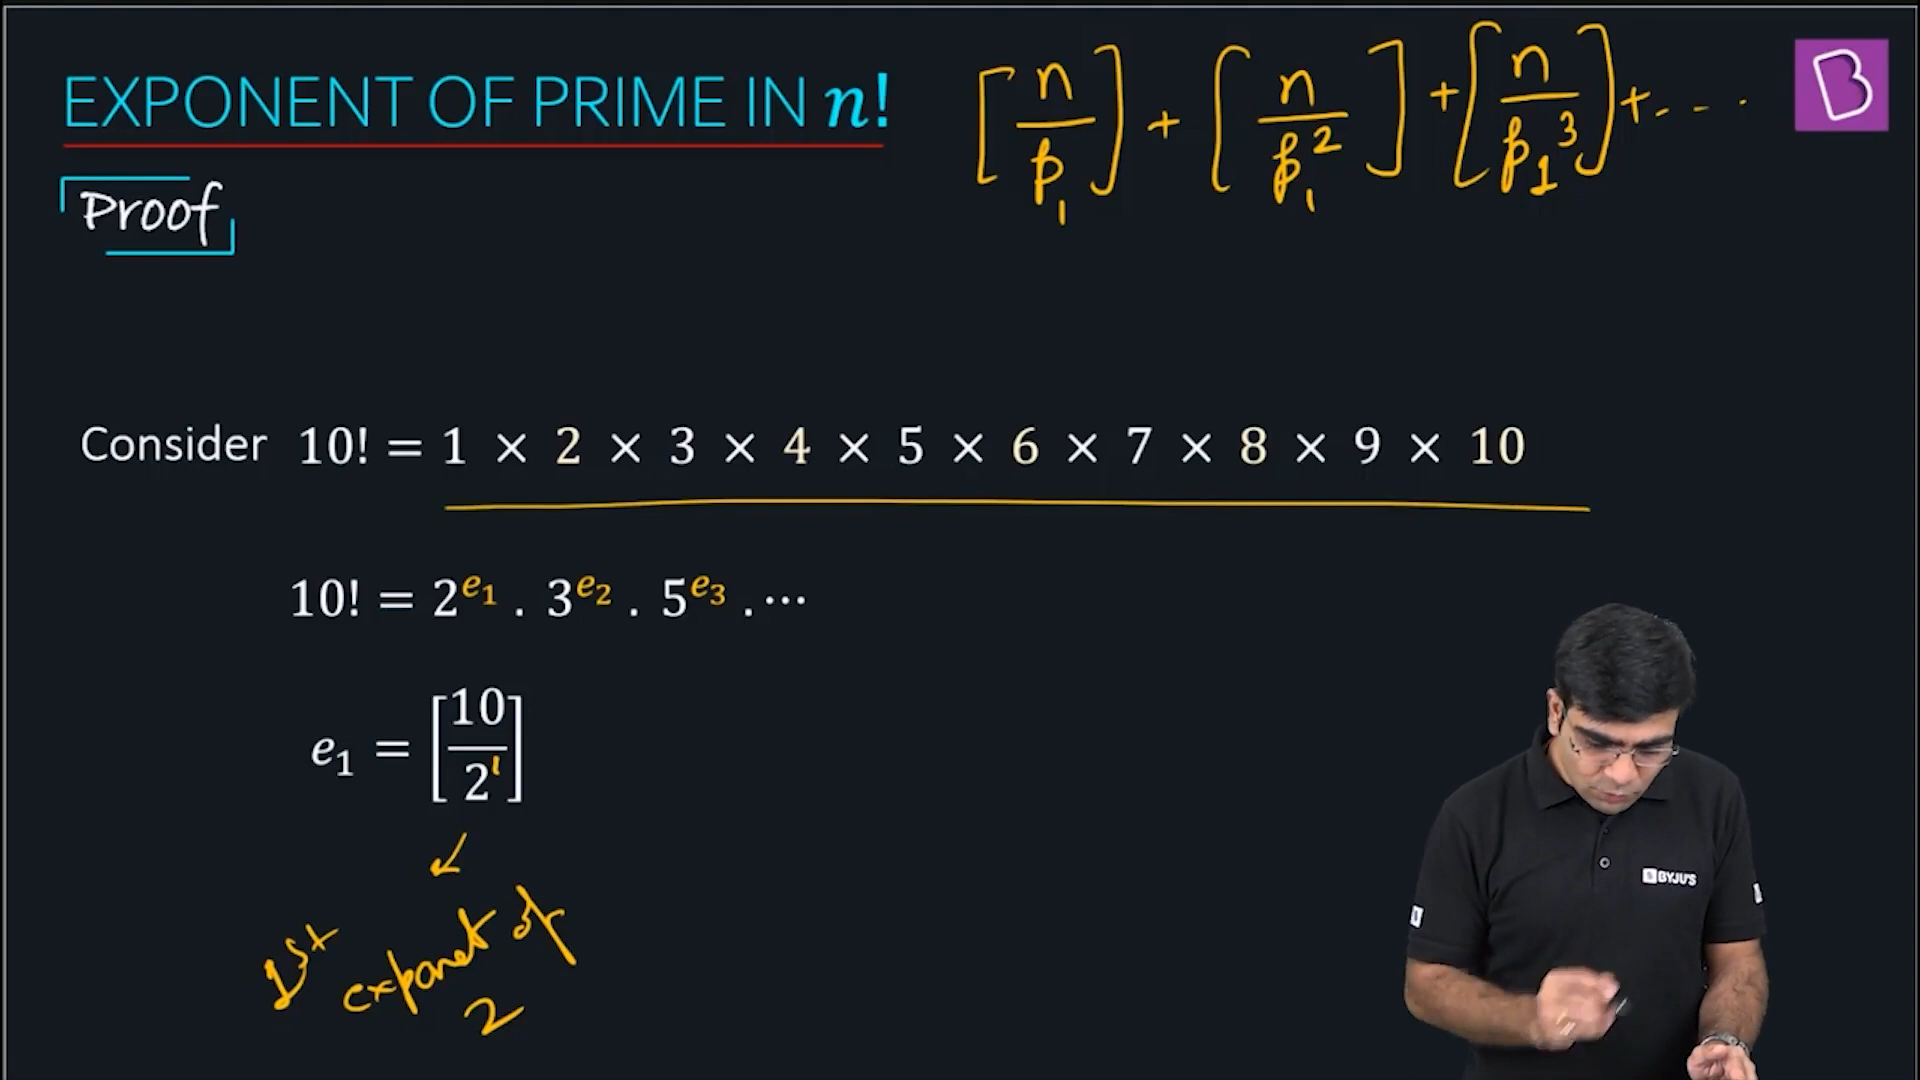 EXPONENT OF PRIME IN n!
[n/p₁] + [n/p₁²] + [n/p₁³] + - - -
Proof
Consider 10! = 1 × 2 × 3 × 4 × 5 × 6 × 7 × 8 × 9 × 10
10! = 2^e₁ . 3^e₂ . 5^e₃ . ⋯
e₁ = [10/2¹]
1st exponet of
2
BYJU'S